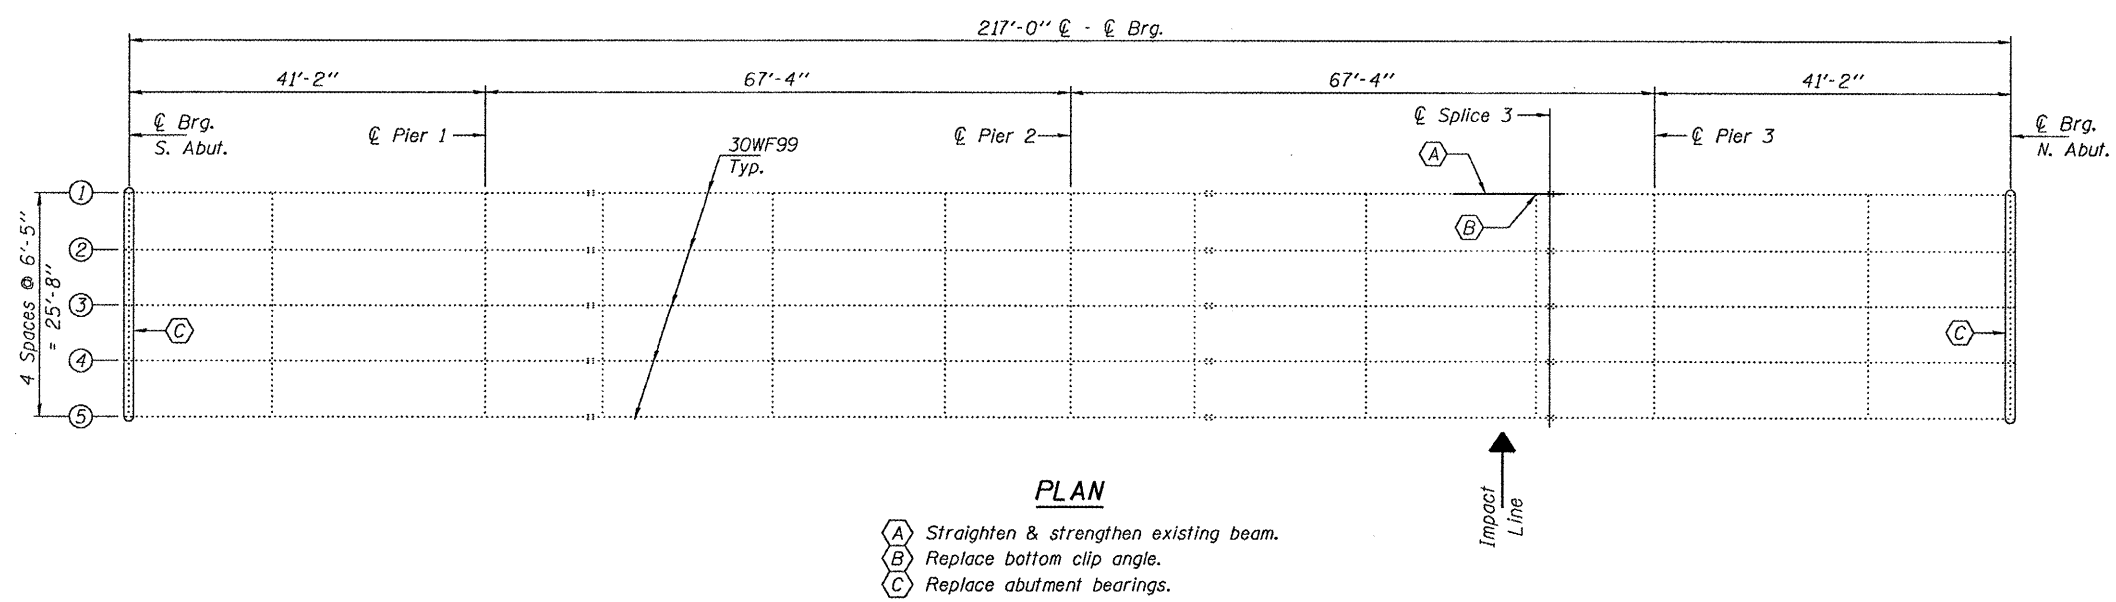 217'-0" ℄ - ℄ Brg.
41'-2"
67'-4"
67'-4"
41'-2"
℄ Brg.
S. Abut.
℄ Pier 1
℄ Pier 2
℄ Splice 3
℄ Pier 3
℄ Brg.
N. Abut.
30WF99
Typ.
A
B
1
2
3
4
5
4 Spaces @ 6'-5"
= 25'-8"
C
C
Impact
Line
PLAN
A Straighten & strengthen existing beam.
B Replace bottom clip angle.
C Replace abutment bearings.